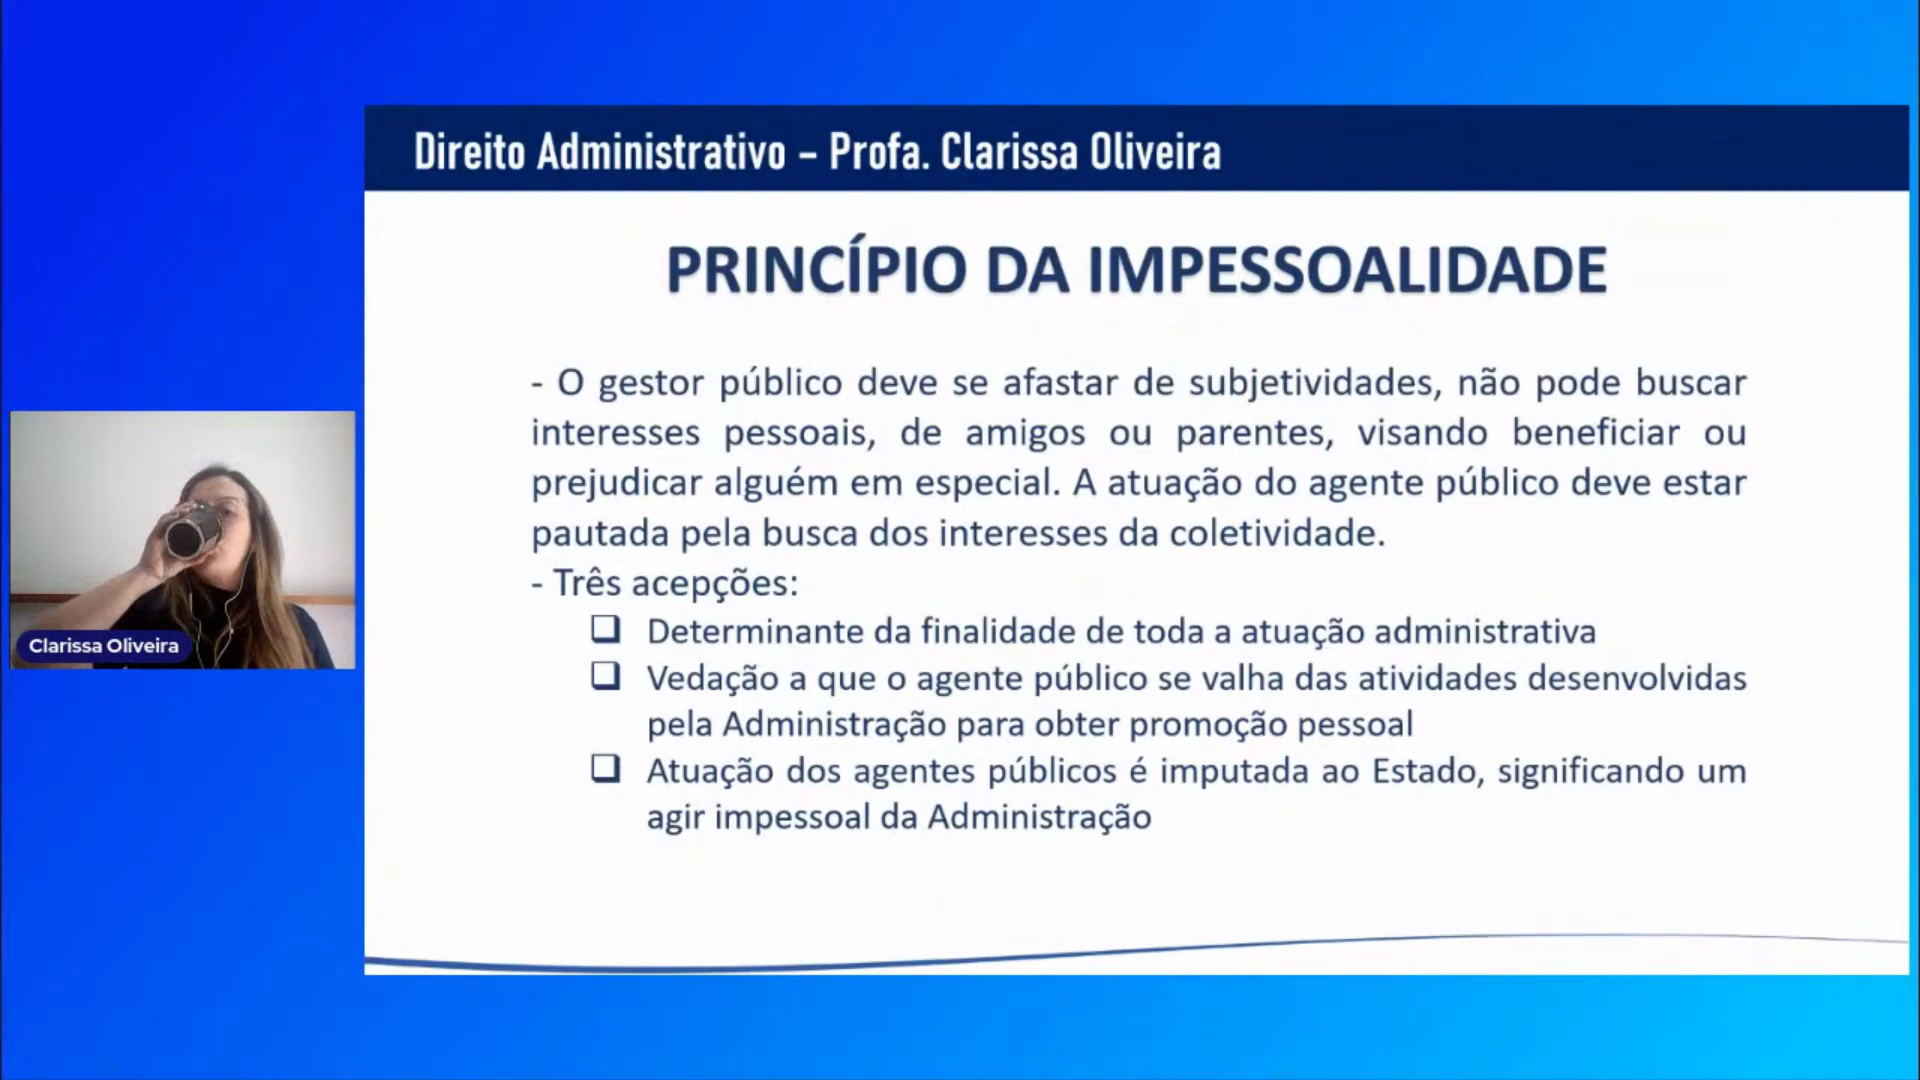 Direito Administrativo – Profa. Clarissa Oliveira
PRINCÍPIO DA IMPESSOALIDADE
- O gestor público deve se afastar de subjetividades, não pode buscar
interesses pessoais, de amigos ou parentes, visando beneficiar ou
prejudicar alguém em especial. A atuação do agente público deve estar
pautada pela busca dos interesses da coletividade.
- Três acepções:
❑ Determinante da finalidade de toda a atuação administrativa
❑ Vedação a que o agente público se valha das atividades desenvolvidas
pela Administração para obter promoção pessoal
❑ Atuação dos agentes públicos é imputada ao Estado, significando um
agir impessoal da Administração
Clarissa Oliveira